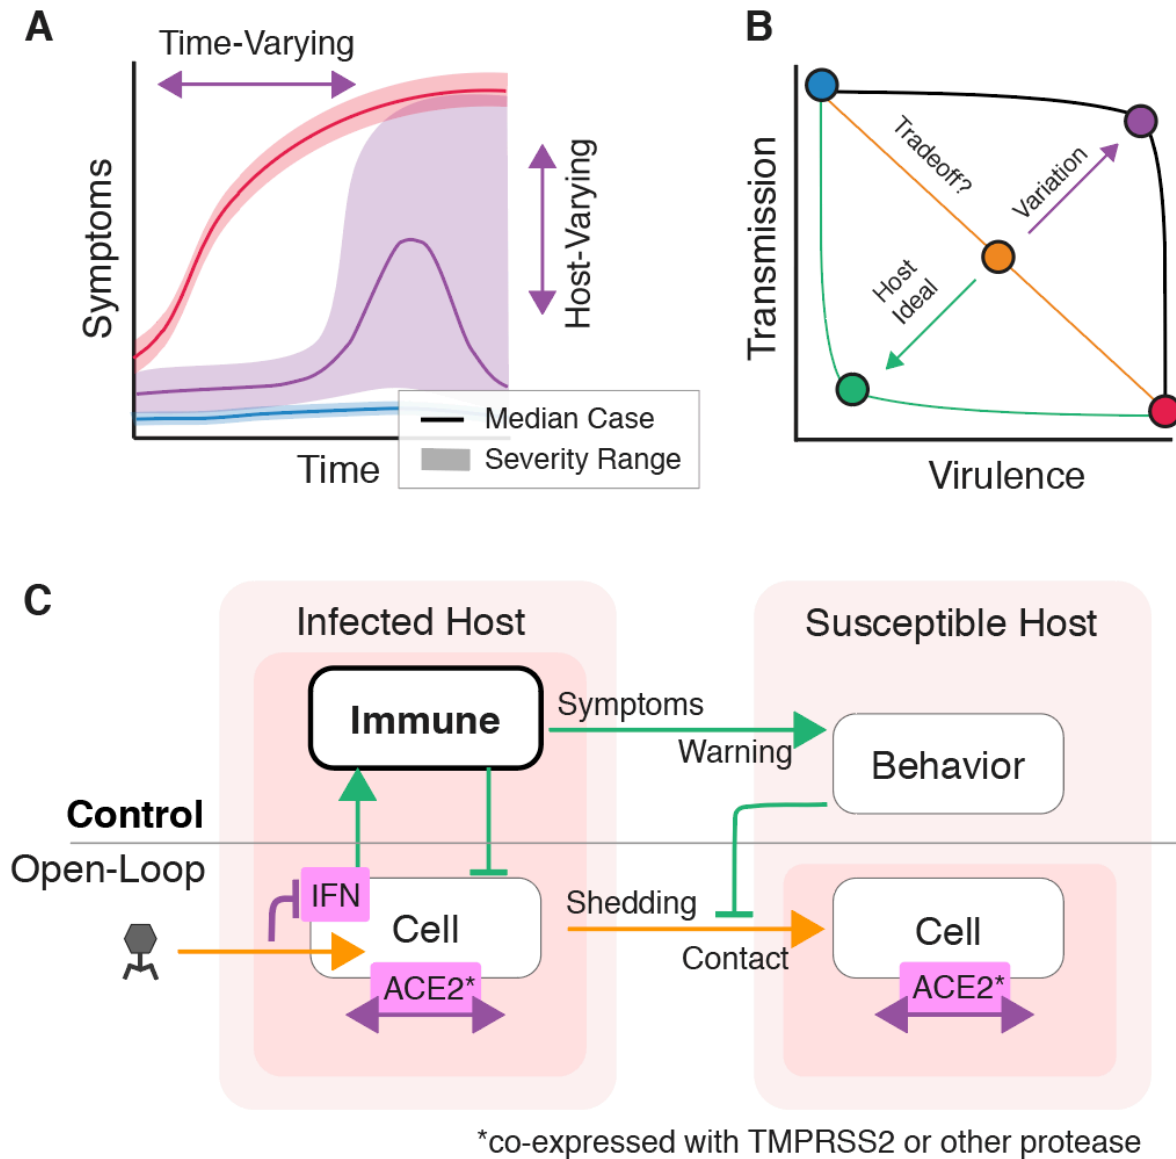 A
Time-Varying
Symptoms
Host-Varying
Time
Median Case
Severity Range
B
Transmission
Tradeoff?
Variation
Host
Ideal
Virulence
C
Infected Host
Susceptible Host
Immune
Symptoms
Warning
Behavior
Control
Open-Loop
IFN
Cell
ACE2*
Shedding
Contact
Cell
ACE2*
*co-expressed with TMPRSS2 or other protease